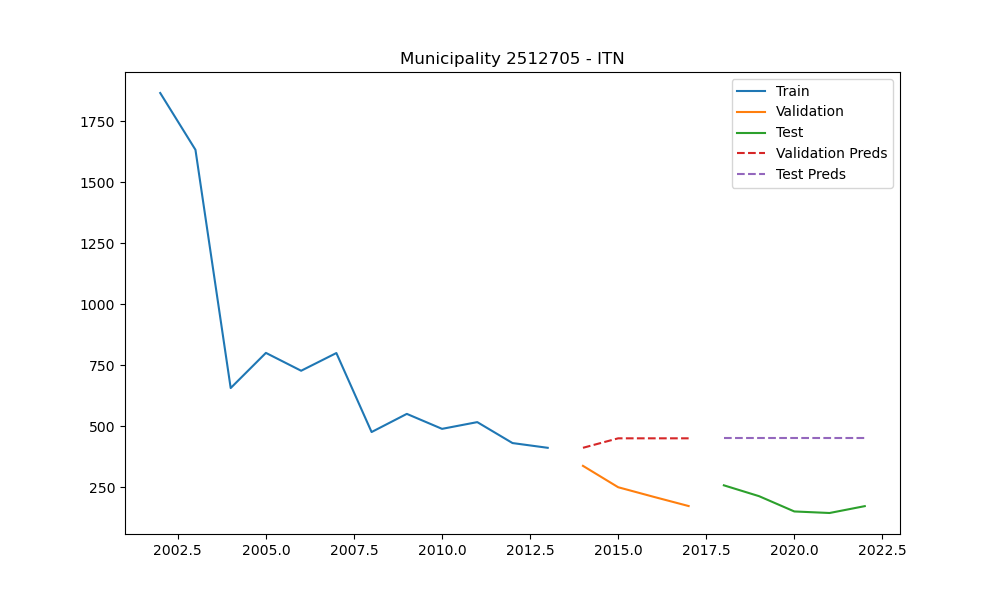 Municipality 2512705 - ITN
Train
Validation
Test
Validation Preds
Test Preds
1750
1500
1250
1000
750
500
250
2002.5 2005.0 2007.5 2010.0 2012.5 2015.0 2017.5 2020.0 2022.5